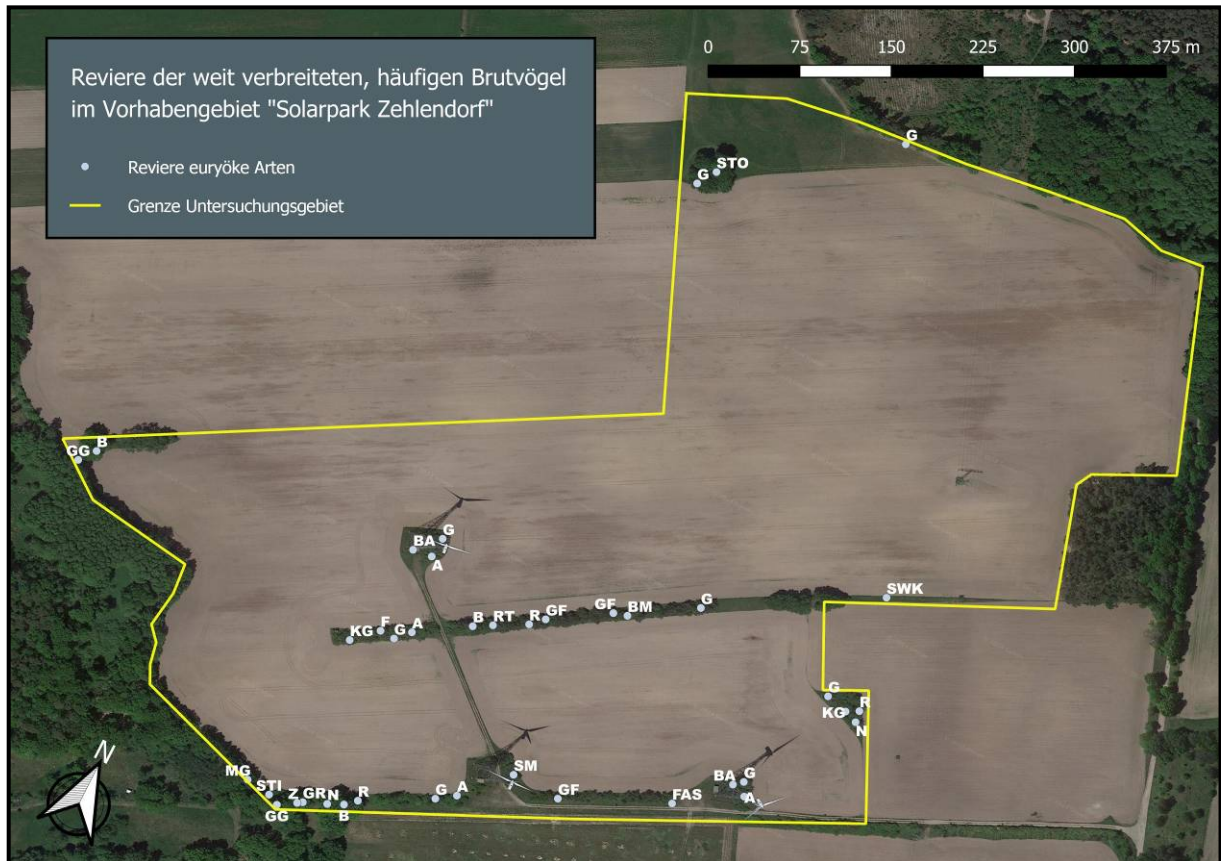 Reviere der weit verbreiteten, häufigen Brutvögel
im Vorhabengebiet "Solarpark Zehlendorf"
Reviere euryöke Arten
Grenze Untersuchungsgebiet
0 75 150 225 300 375 m
G
STO
G
B
GG
G
BA
A
SWK
G
GF
BM
GF
R
B RT
F
A
KG
G
G
KG
R
N
SM
BA
G
MG
STI
Z
GR
N
R
G
A
GF
FAS
A
GG
B
N